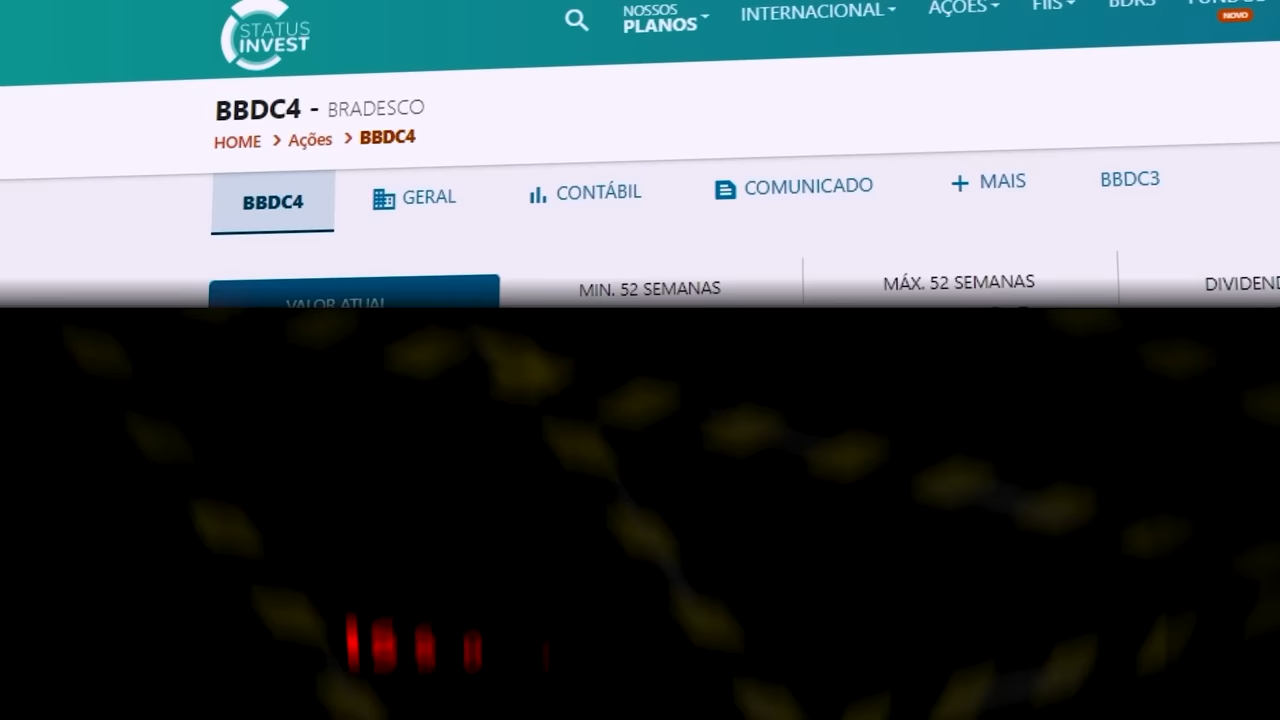 STATUS
INVEST
NOSSOS
PLANOS
INTERNACIONAL
AÇÕES
FIIS
BDRS
NOVO
BBDC4 - BRADESCO
HOME > Ações > BBDC4
BBDC4
GERAL
CONTÁBIL
COMUNICADO
+ MAIS
BBDC3
VALOR ATUAL
MIN. 52 SEMANAS
MÁX. 52 SEMANAS